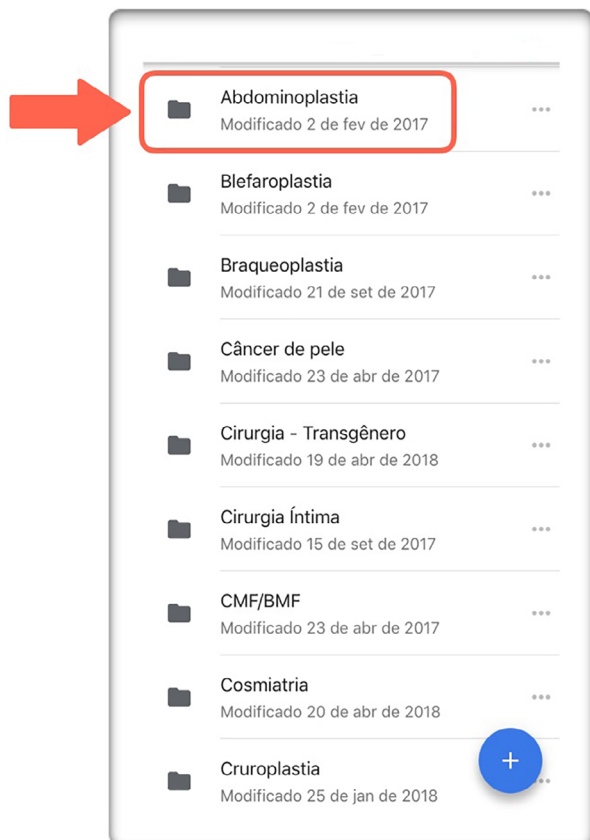 Abdominoplastia
Modificado 2 de fev de 2017
Blefaroplastia
Modificado 2 de fev de 2017
Braqueoplastia
Modificado 21 de set de 2017
Câncer de pele
Modificado 23 de abr de 2017
Cirurgia - Transgênero
Modificado 19 de abr de 2018
Cirurgia Íntima
Modificado 15 de set de 2017
CMF/BMF
Modificado 23 de abr de 2017
Cosmiatria
Modificado 20 de abr de 2018
Cruroplastia
Modificado 25 de jan de 2018